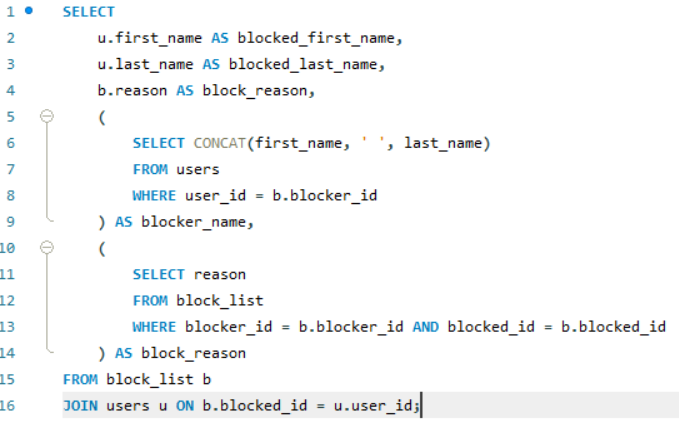 1 SELECT
2 u.first_name AS blocked_first_name,
3 u.last_name AS blocked_last_name,
4 b.reason AS block_reason,
5 (
6 SELECT CONCAT(first_name, ' ', last_name)
7 FROM users
8 WHERE user_id = b.blocker_id
9 ) AS blocker_name,
10 (
11 SELECT reason
12 FROM block_list
13 WHERE blocker_id = b.blocker_id AND blocked_id = b.blocked_id
14 ) AS block_reason
15 FROM block_list b
16 JOIN users u ON b.blocked_id = u.user_id;